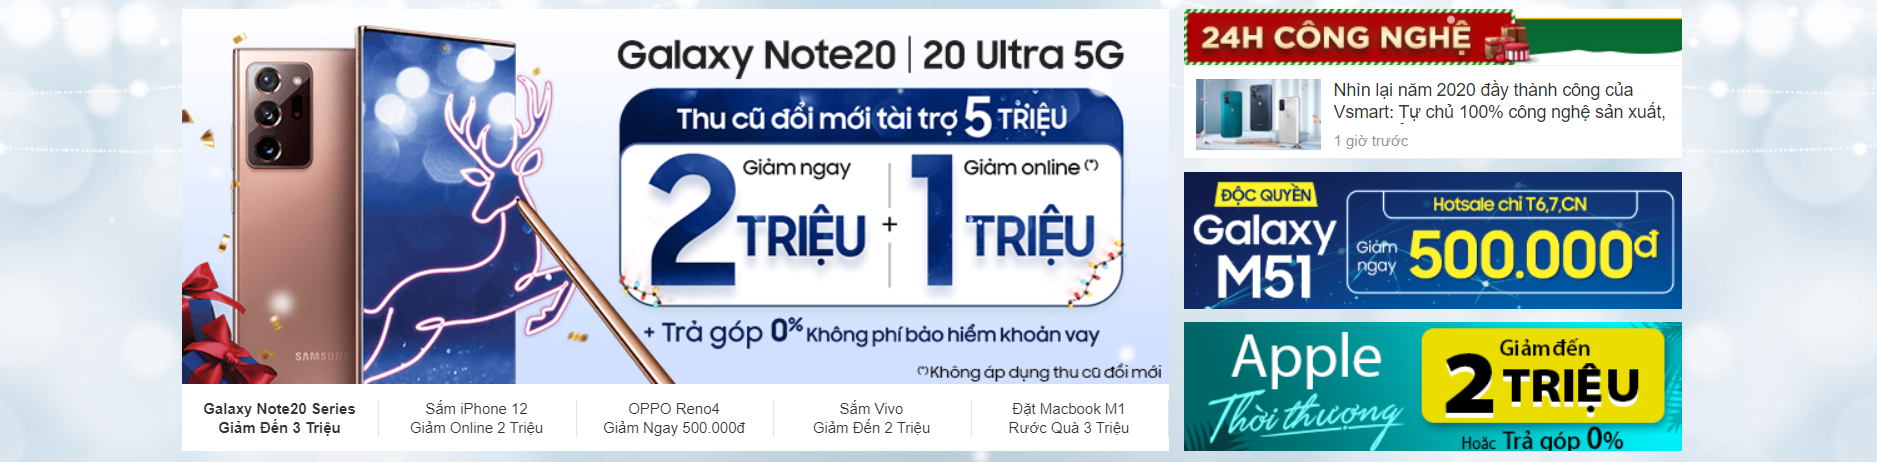 Galaxy Note20 | 20 Ultra 5G
Thu cũ đổi mới tài trợ 5 TRIỆU
Giảm ngay
2 TRIỆU
+
Giảm online (*)
1 TRIỆU
+ Trả góp 0% Không phí bảo hiểm khoản vay
(*)Không áp dụng thu cũ đổi mới
SAMSUNG
Galaxy Note20 Series
Giảm Đến 3 Triệu
Sắm iPhone 12
Giảm Online 2 Triệu
OPPO Reno4
Giảm Ngay 500.000đ
Sắm Vivo
Giảm Đến 2 Triệu
Đặt Macbook M1
Rước Quà 3 Triệu
24H CÔNG NGHỆ
Nhìn lại năm 2020 đầy thành công của
Vsmart: Tự chủ 100% công nghệ sản xuất,
1 giờ trước
ĐỘC QUYỀN
Galaxy
M51
Hotsale chỉ T6,7,CN
Giảm
ngay
500.000đ
Apple
Thời thượng
Giảm đến
2 TRIỆU
Hoặc Trả góp 0%